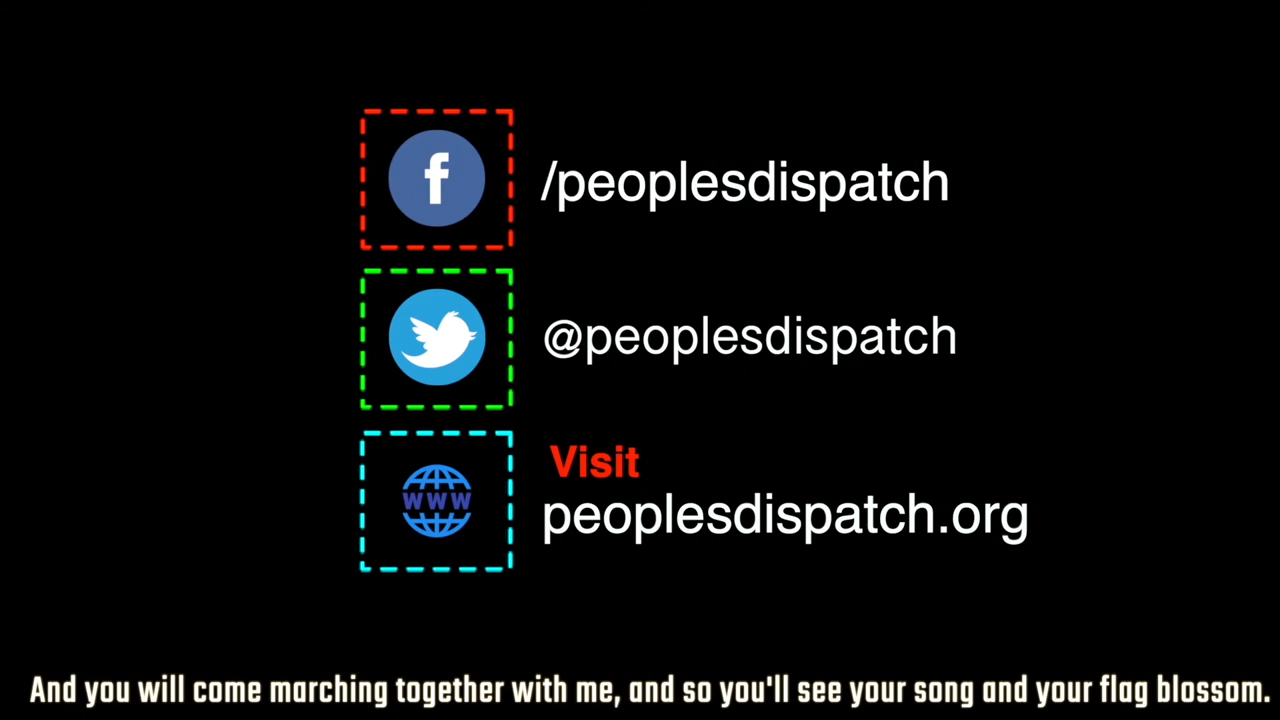 f
/peoplesdispatch
@peoplesdispatch
Visit
WWW
peoplesdispatch.org
And you will come marching together with me, and so you'll see your song and your flag blossom.